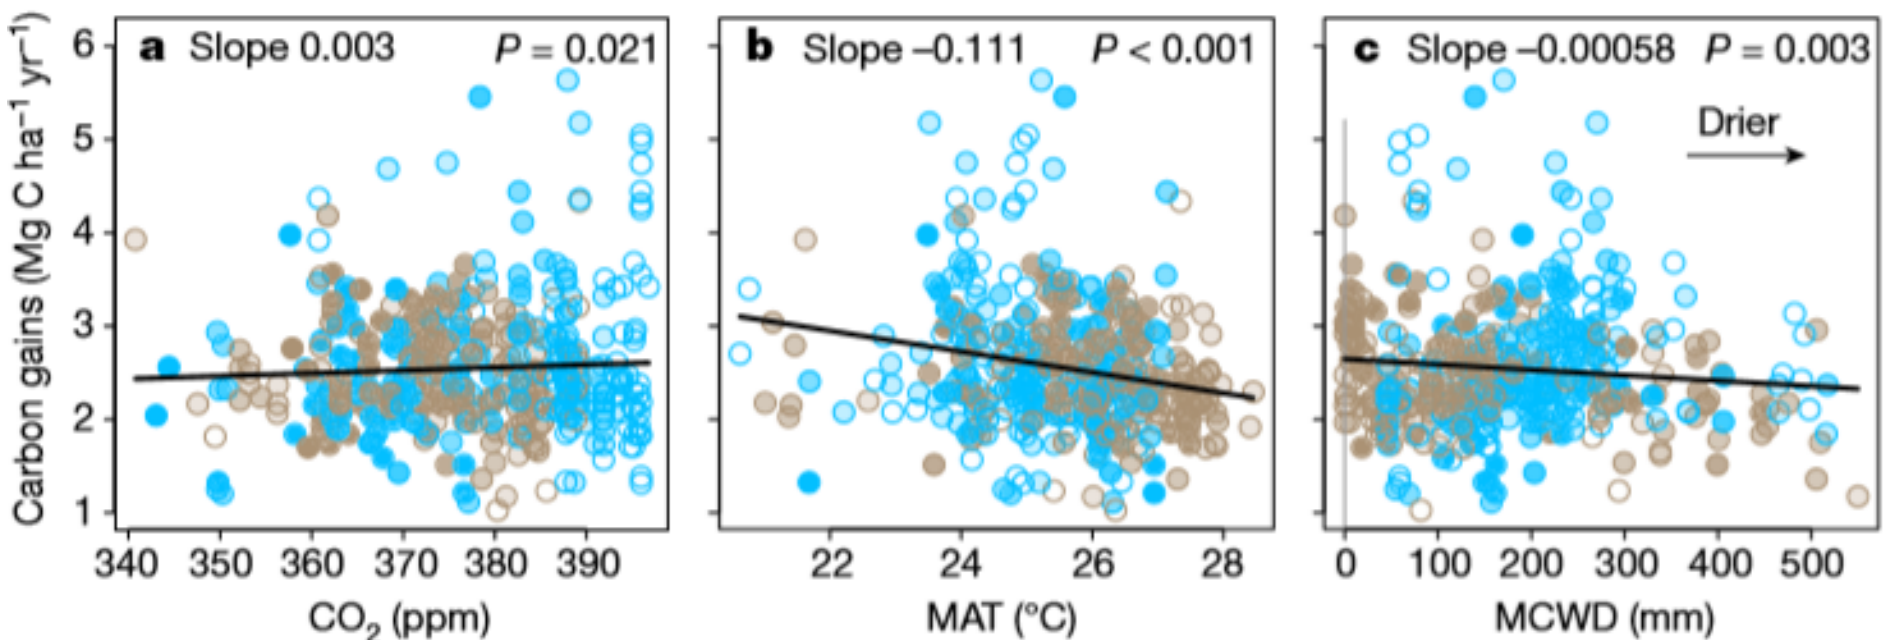 Carbon gains (Mg C ha⁻¹ yr⁻¹)
6
5
4
3
2
1
a Slope 0.003 P = 0.021
340 350 360 370 380 390
CO₂ (ppm)
b Slope –0.111 P < 0.001
22 24 26 28
MAT (°C)
c Slope –0.00058 P = 0.003
Drier
0 100 200 300 400 500
MCWD (mm)